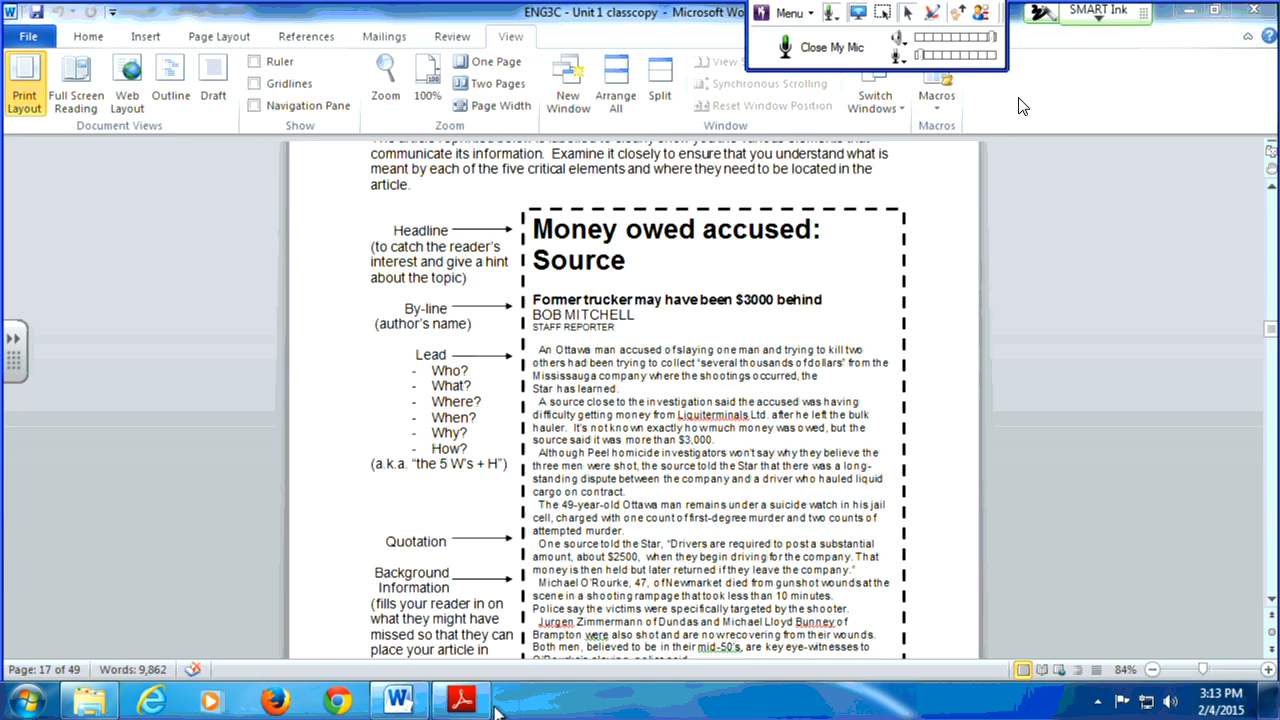 ENG3C - Unit 1 classcopy - Microsoft Wo
Menu
SMART Ink
Close My Mic
File Home Insert Page Layout References Mailings Review View
Print Layout
Full Screen Reading
Web Layout
Outline
Draft
Document Views
Ruler
Gridlines
Navigation Pane
Show
Zoom
100%
One Page
Two Pages
Page Width
Zoom
New Window
Arrange All
Split
View S
Synchronous Scrolling
Reset Window Position
Window
Switch Windows
Macros
Macros
communicate its information. Examine it closely to ensure that you understand what is
meant by each of the five critical elements and where they need to be located in the
article.
Headline
(to catch the reader's
interest and give a hint
about the topic)
By-line
(author's name)
Lead
- Who?
- What?
- Where?
- When?
- Why?
- How?
(a.k.a. "the 5 W's + H")
Quotation
Background
Information
(fills your reader in on
what they might have
missed so that they can
place your article in
Money owed accused:
Source
Former trucker may have been $3000 behind
BOB MITCHELL
STAFF REPORTER
An Ottawa man accused of slaying one man and trying to kill two
others had been trying to collect "several thousands of dollars" from the
Mississauga company where the shootings occurred, the
Star has learned.
A source close to the investigation said the accused was having
difficulty getting money from Liquiterminals Ltd. after he left the bulk
hauler. It's not known exactly how much money was owed, but the
source said it was more than $3,000.
Although Peel homicide investigators won't say why they believe the
three men were shot, the source told the Star that there was a long-
standing dispute between the company and a driver who hauled liquid
cargo on contract.
The 49-year-old Ottawa man remains under a suicide watch in his jail
cell, charged with one count of first-degree murder and two counts of
attempted murder.
One source told the Star, "Drivers are required to post a substantial
amount, about $2500, when they begin driving for the company. That
money is then held but later returned if they leave the company."
Michael O'Rourke, 47, of Newmarket died from gunshot wounds at the
scene in a shooting rampage that took less than 10 minutes.
Police say the victims were specifically targeted by the shooter.
Jurgen Zimmermann of Dundas and Michael Lloyd Bunney of
Brampton were also shot and are now recovering from their wounds.
Both men, believed to be in their mid-50's, are key eye-witnesses to
Page: 17 of 49 Words: 9,862
84%
3:13 PM
2/4/2015